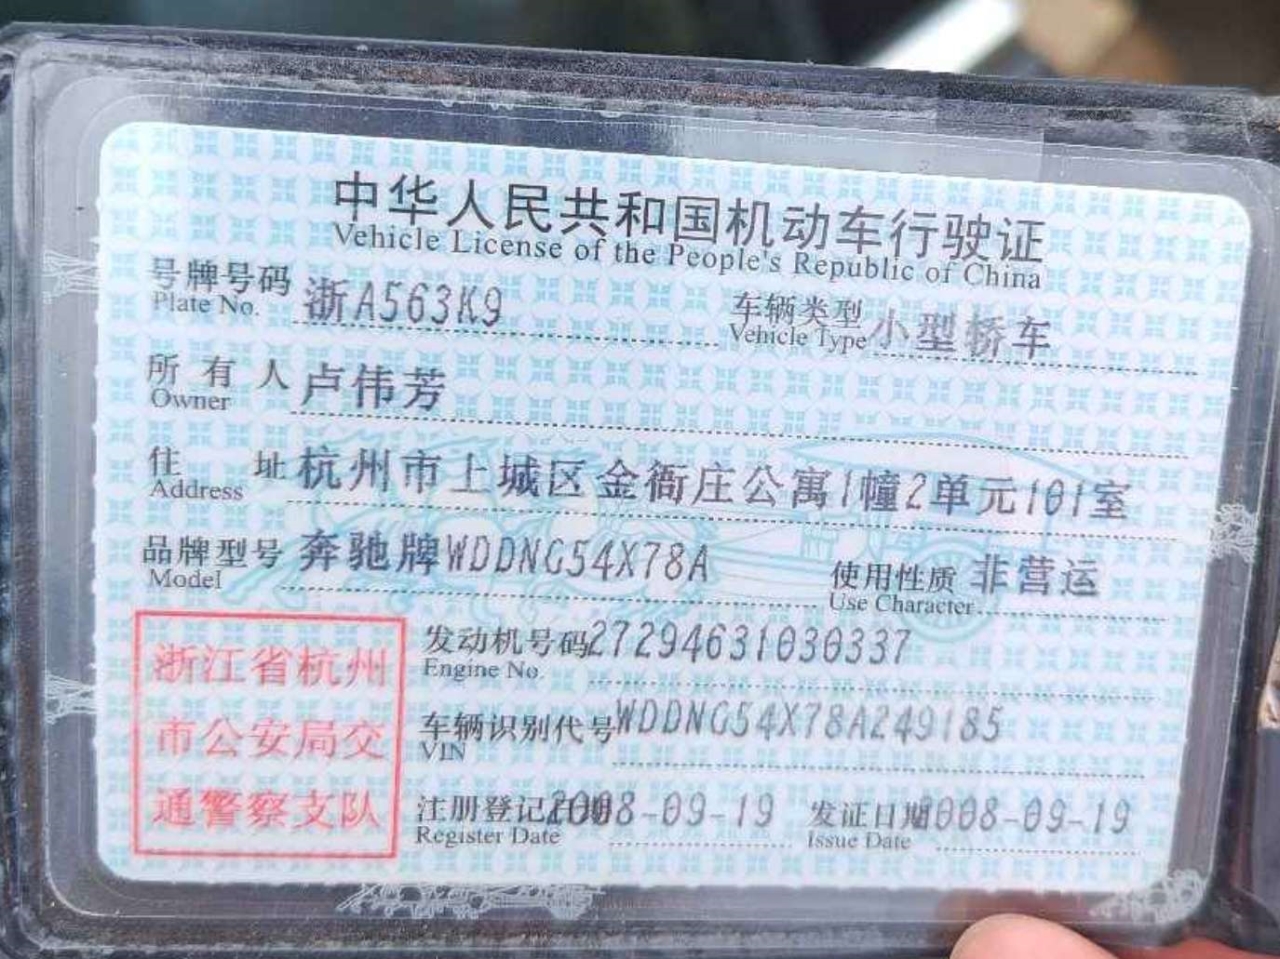 中华人民共和国机动车行驶证
Vehicle License of the People's Republic of China
号牌号码 浙A563K9 车辆类型 小型轿车
Plate No. Vehicle Type
所有人 卢伟芳
Owner
住址 杭州市上城区金衙庄公寓1幢2单元101室
Address
品牌型号 奔驰牌WDDNG54X78A 使用性质 非营运
Model Use Character
浙江省杭州
市公安局交
通警察支队
发动机号码 27294631030337
Engine No.
车辆识别代号 WDDNG54X78A249185
VIN
注册登记日期 2008-09-19 发证日期 2008-09-19
Register Date Issue Date